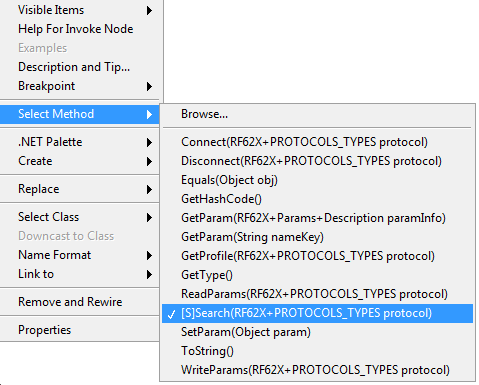 Visible Items
Help For Invoke Node
Examples
Description and Tip...
Breakpoint
Select Method
.NET Palette
Create
Replace
Select Class
Downcast to Class
Name Format
Link to
Remove and Rewire
Properties
Browse...
Connect(RF62X+PROTOCOLS_TYPES protocol)
Disconnect(RF62X+PROTOCOLS_TYPES protocol)
Equals(Object obj)
GetHashCode()
GetParam(RF62X+Params+Description paramInfo)
GetParam(String nameKey)
GetProfile(RF62X+PROTOCOLS_TYPES protocol)
GetType()
ReadParams(RF62X+PROTOCOLS_TYPES protocol)
[S]Search(RF62X+PROTOCOLS_TYPES protocol)
SetParam(Object param)
ToString()
WriteParams(RF62X+PROTOCOLS_TYPES protocol)